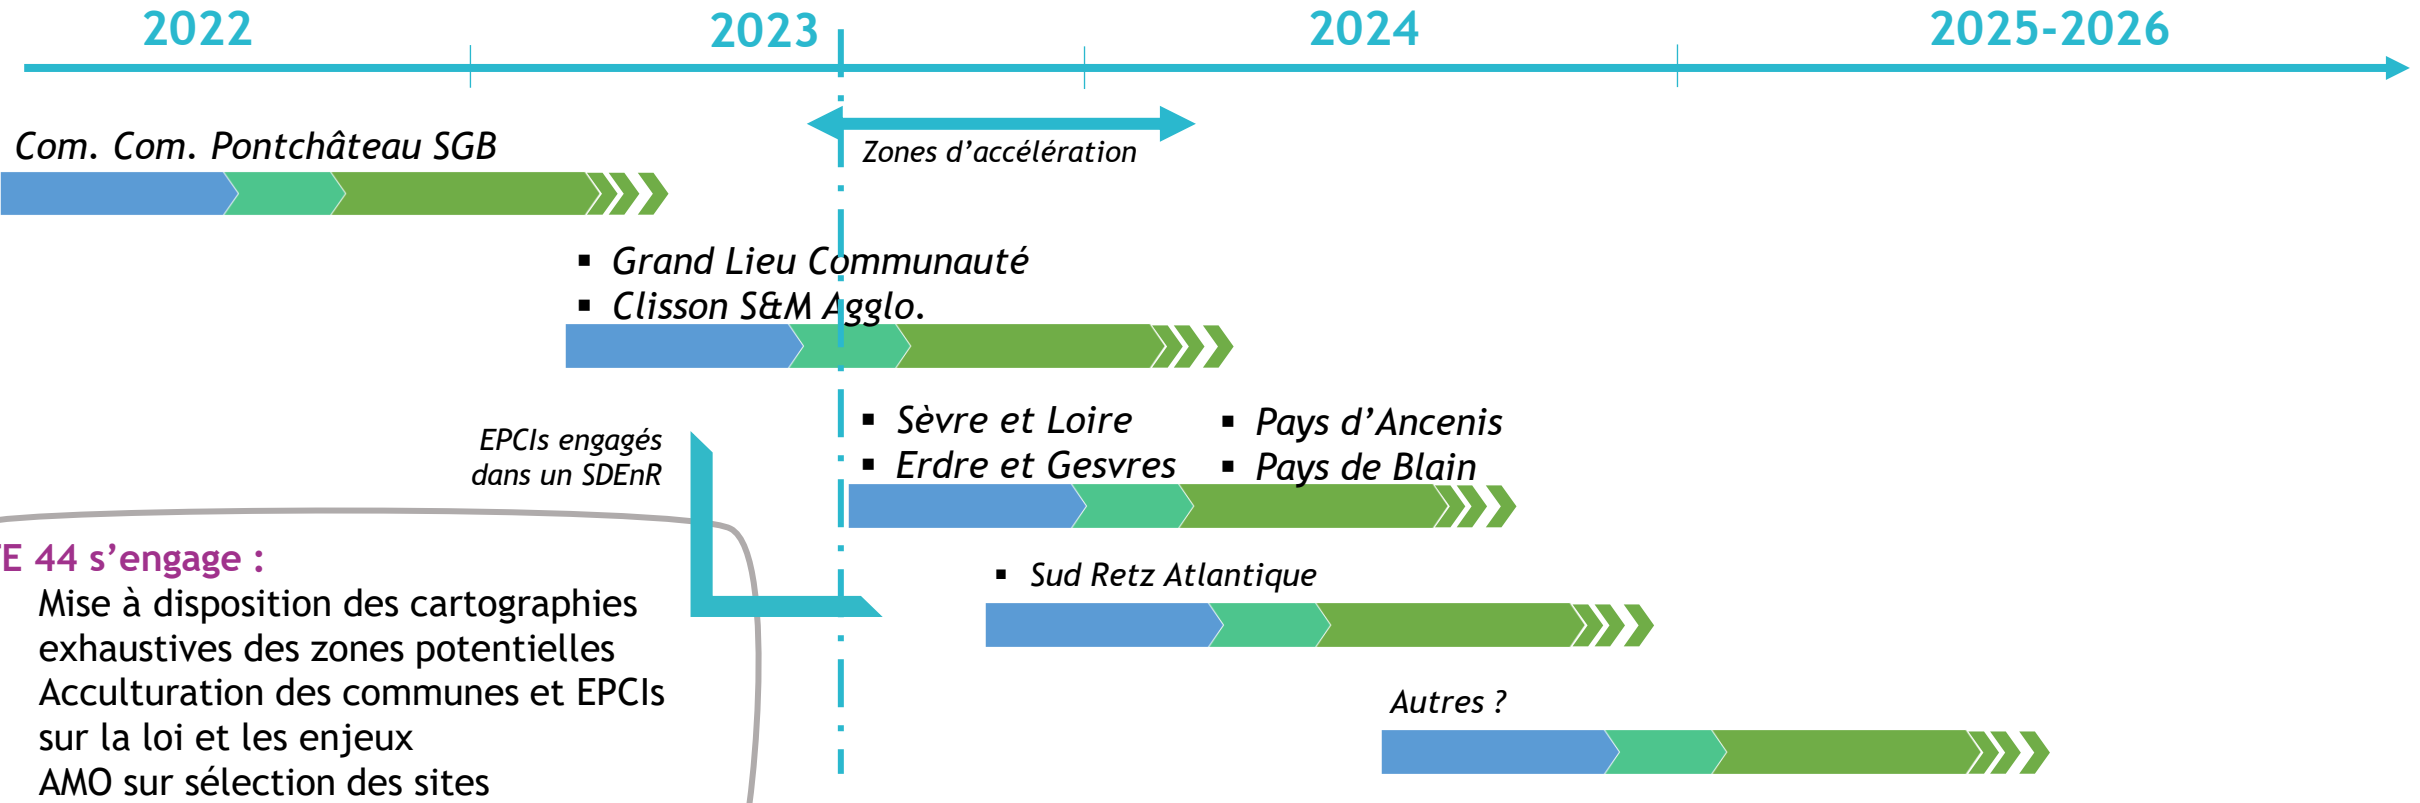 2022
2023
2024
2025-2026
Com. Com. Pontchâteau SGB
Zones d’accélération
▪ Grand Lieu Communauté
▪ Clisson S&M Agglo.
▪ Sèvre et Loire
▪ Erdre et Gesvres
▪ Pays d’Ancenis
▪ Pays de Blain
EPCIs engagés
dans un SDEnR
▪ Sud Retz Atlantique
Autres ?
E 44 s’engage :
Mise à disposition des cartographies
exhaustives des zones potentielles
Acculturation des communes et EPCIs
sur la loi et les enjeux
AMO sur sélection des sites